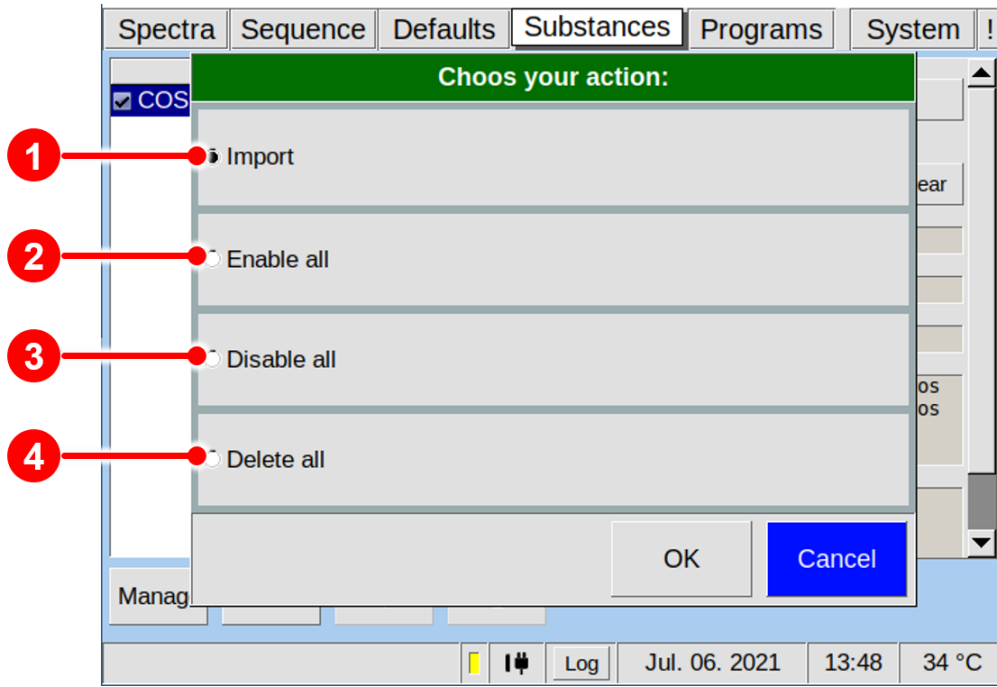 Spectra Sequence Defaults Substances Programs System !
Choos your action:
COS
1 Import
ear
2 Enable all
3 Disable all
os
os
4 Delete all
OK Cancel
Manag
Log Jul. 06. 2021 13:48 34 °C